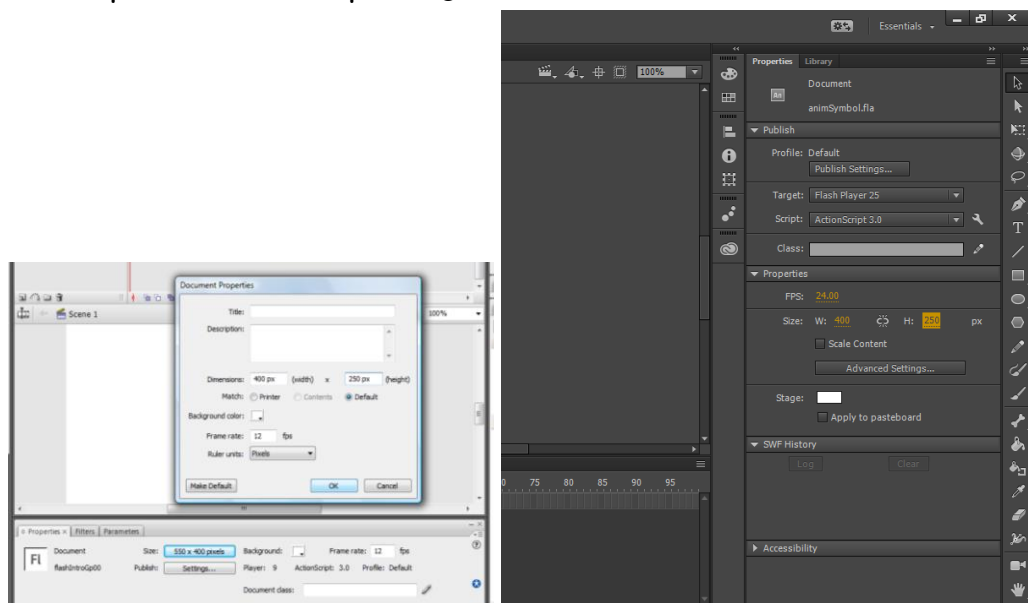 Essentials
100%
Properties Library
Document
An
animSymbol.fla
Publish
Profile: Default
Publish Settings...
Target: Flash Player 25
Script: ActionScript 3.0
Class:
Properties
FPS: 24.00
Size: W: 400 H: 250 px
Scale Content
Advanced Settings...
Stage:
Apply to pasteboard
SWF History
Log Clear
75 80 85 90 95
Accessibility
Scene 1
100%
Document Properties
Title:
Description:
Dimensions: 400 px (width) x 250 px (height)
Match: Printer Contents Default
Background color:
Frame rate: 12 fps
Ruler units: Pixels
Make Default OK Cancel
Properties x Filters Parameters
Fl
Document Size: 550 x 400 pixels Background: Frame rate: 12 fps
flashIntroGp00 Publish: Settings... Player: 9 ActionScript: 3.0 Profile: Default
Document class: